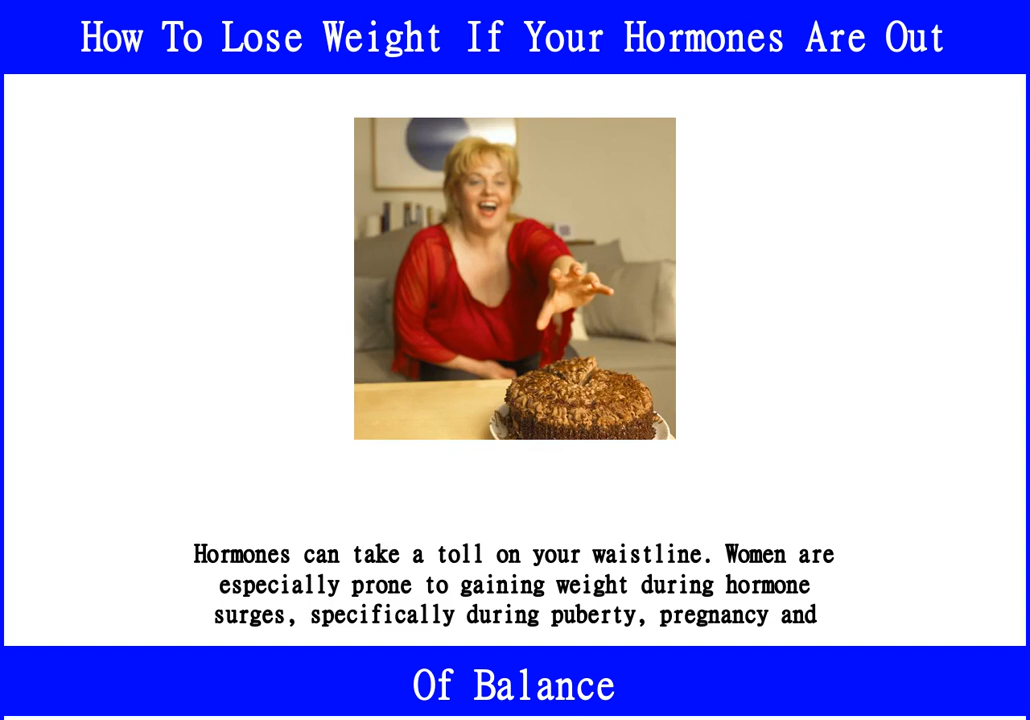 How To Lose Weight If Your Hormones Are Out
Hormones can take a toll on your waistline. Women are
especially prone to gaining weight during hormone
surges, specifically during puberty, pregnancy and
Of Balance